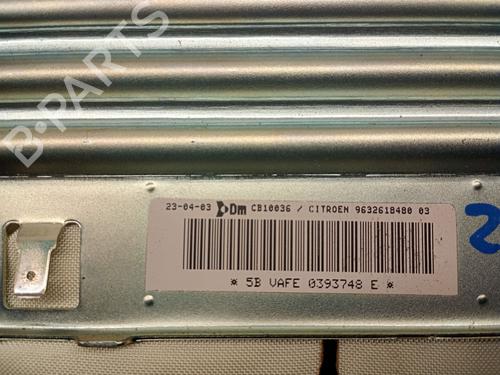 B-PARTS
23-04-03 Dm CB10036 / CITROEN 9632618480 03
* 5B VAFE 0393748 E *
2